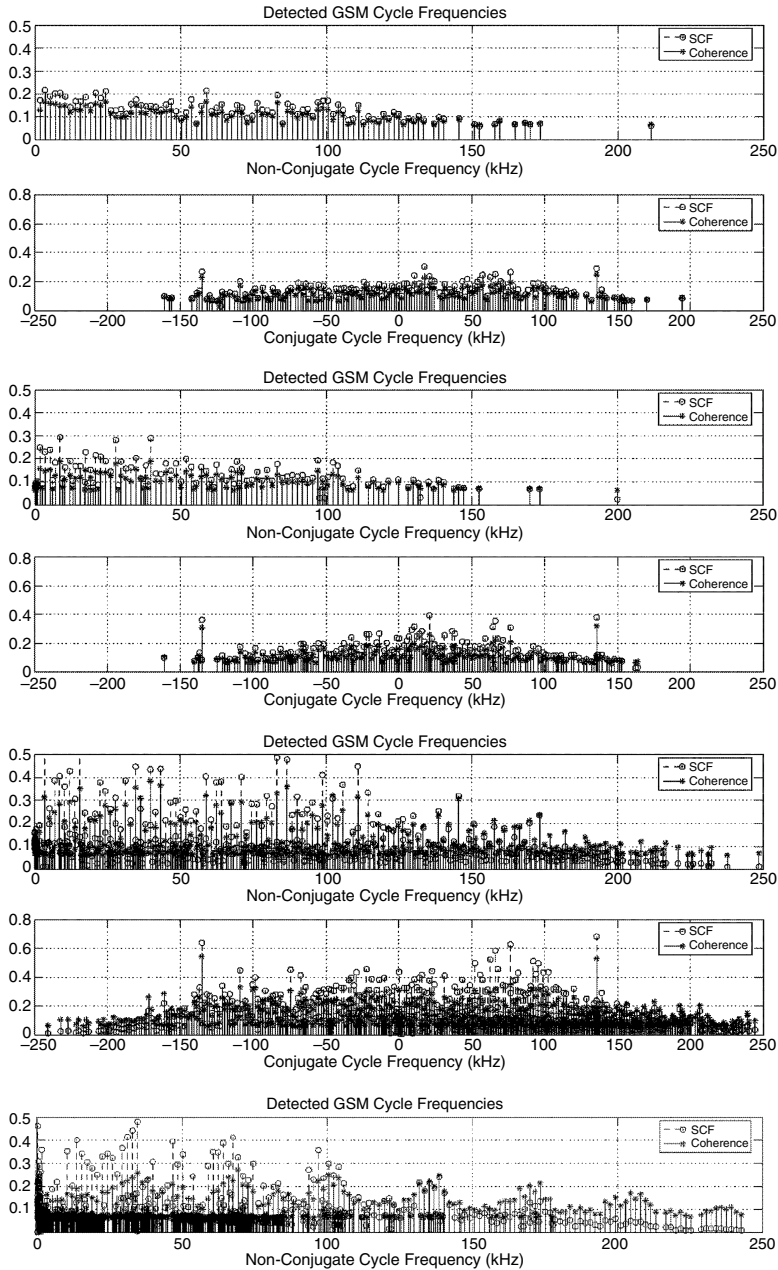 Detected GSM Cycle Frequencies
0.5
0.4
0.3
0.2
0.1
0
SCF
Coherence
0 50 100 150 200 250
Non-Conjugate Cycle Frequency (kHz)
0.8
0.6
0.4
0.2
0
SCF
Coherence
−250 −200 −150 −100 −50 0 50 100 150 200 250
Conjugate Cycle Frequency (kHz)
Detected GSM Cycle Frequencies
0.5
0.4
0.3
0.2
0.1
0
SCF
Coherence
0 50 100 150 200 250
Non-Conjugate Cycle Frequency (kHz)
0.8
0.6
0.4
0.2
0
SCF
Coherence
−250 −200 −150 −100 −50 0 50 100 150 200 250
Conjugate Cycle Frequency (kHz)
Detected GSM Cycle Frequencies
0.5
0.4
0.3
0.2
0.1
0
SCF
Coherence
0 50 100 150 200 250
Non-Conjugate Cycle Frequency (kHz)
0.8
0.6
0.4
0.2
0
SCF
Coherence
−250 −200 −150 −100 −50 0 50 100 150 200 250
Conjugate Cycle Frequency (kHz)
Detected GSM Cycle Frequencies
0.5
0.4
0.3
0.2
0.1
SCF
Coherence
0 50 100 150 200 250
Non-Conjugate Cycle Frequency (kHz)